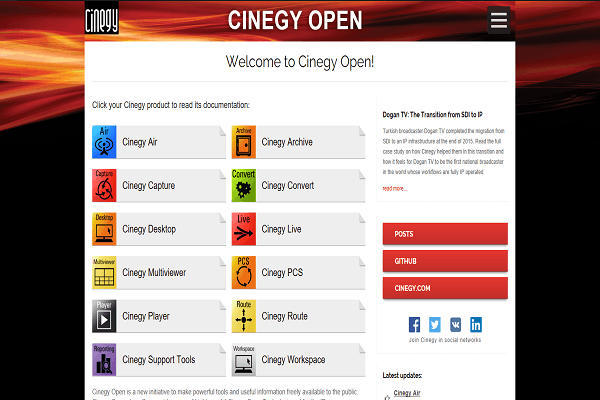 cinegy
CINEGY OPEN
Welcome to Cinegy Open!
Click your Cinegy product to read its documentation:
Air
Cinegy Air
Archive
Cinegy Archive
Capture
Cinegy Capture
Convert
Cinegy Convert
Desktop
Cinegy Desktop
Live
Cinegy Live
Multiviewer
Cinegy Multiviewer
PCS
Cinegy PCS
Player
Cinegy Player
Route
Cinegy Route
Reporting
Cinegy Support Tools
Workspace
Cinegy Workspace
Cinegy Open is a new initiative to make powerful tools and useful information freely available to the public
Dogan TV: The Transition from SDI to IP
Turkish broadcaster Dogan TV completed the migration
from SDI to an IP infrastructure at the end of 2015. Read the full
case study on how Cinegy helped them in this transition and
how it feels for Dogan TV to be the first national broadcaster
in the world whose workflows are fully IP operated.
read more...
POSTS
GITHUB
CINEGY.COM
Join Cinegy in social networks
Latest updates:
Cinegy Air